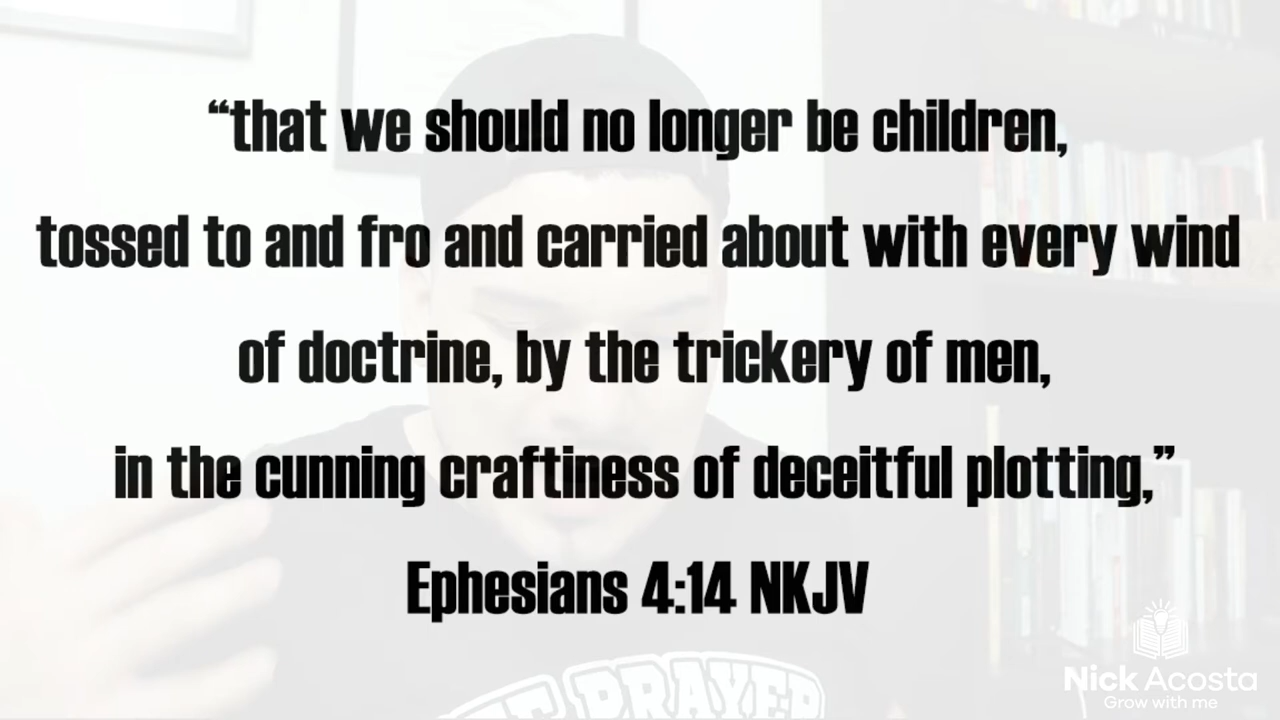 “that we should no longer be children,
tossed to and fro and carried about with every wind
of doctrine, by the trickery of men,
in the cunning craftiness of deceitful plotting,”
Ephesians 4:14 NKJV
PRAYER
Nick Acosta
Grow with me